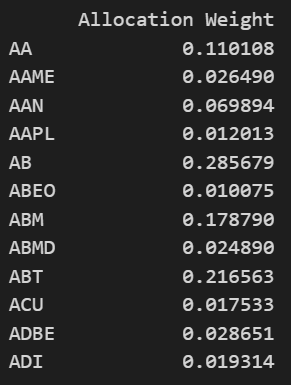 Allocation Weight
AA 0.110108
AAME 0.026490
AAN 0.069894
AAPL 0.012013
AB 0.285679
ABEO 0.010075
ABM 0.178790
ABMD 0.024890
ABT 0.216563
ACU 0.017533
ADBE 0.028651
ADI 0.019314